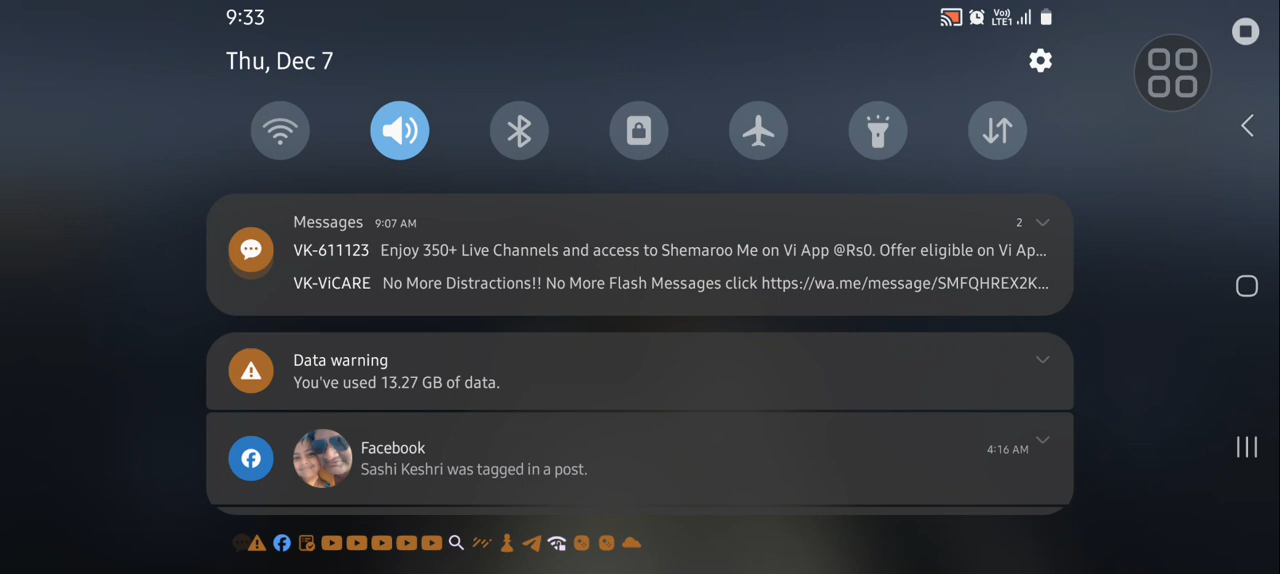 9:33
Vo)) LTE1
Thu, Dec 7
Messages 9:07 AM 2
VK-611123 Enjoy 350+ Live Channels and access to Shemaroo Me on Vi App @Rs0. Offer eligible on Vi Ap...
VK-ViCARE No More Distractions!! No More Flash Messages click https://wa.me/message/SMFQHREX2K...
Data warning
You've used 13.27 GB of data.
Facebook 4:16 AM
Sashi Keshri was tagged in a post.